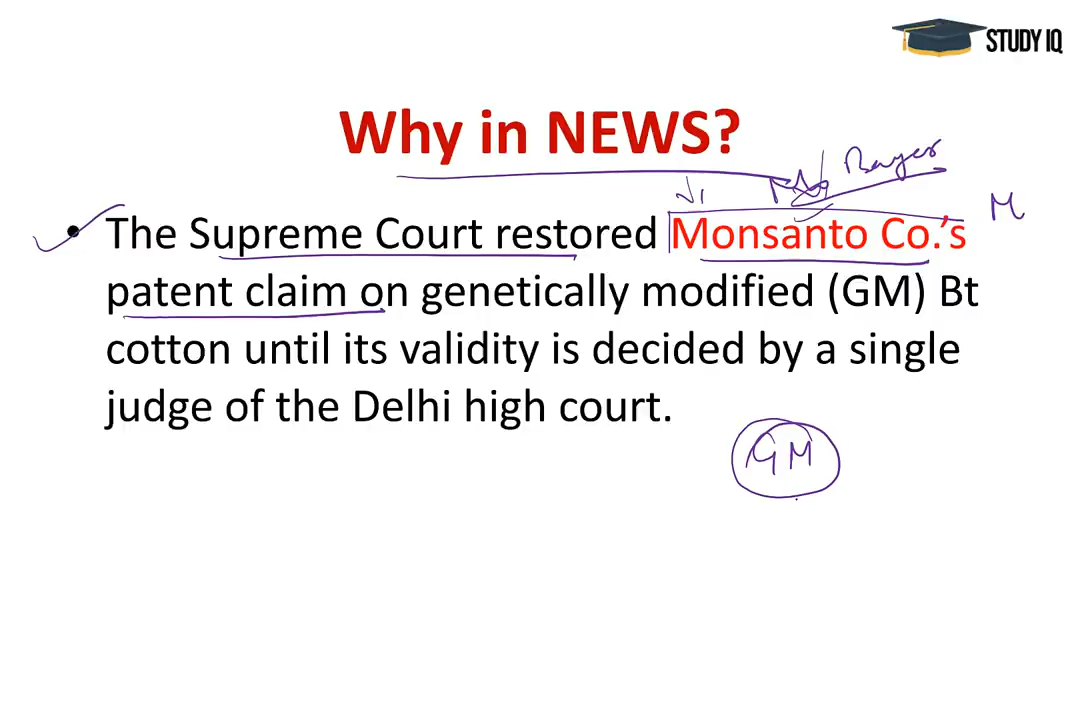 STUDY IQ
Why in NEWS?
Bayer
M
The Supreme Court restored Monsanto Co.'s
patent claim on genetically modified (GM) Bt
cotton until its validity is decided by a single
judge of the Delhi high court.
GM